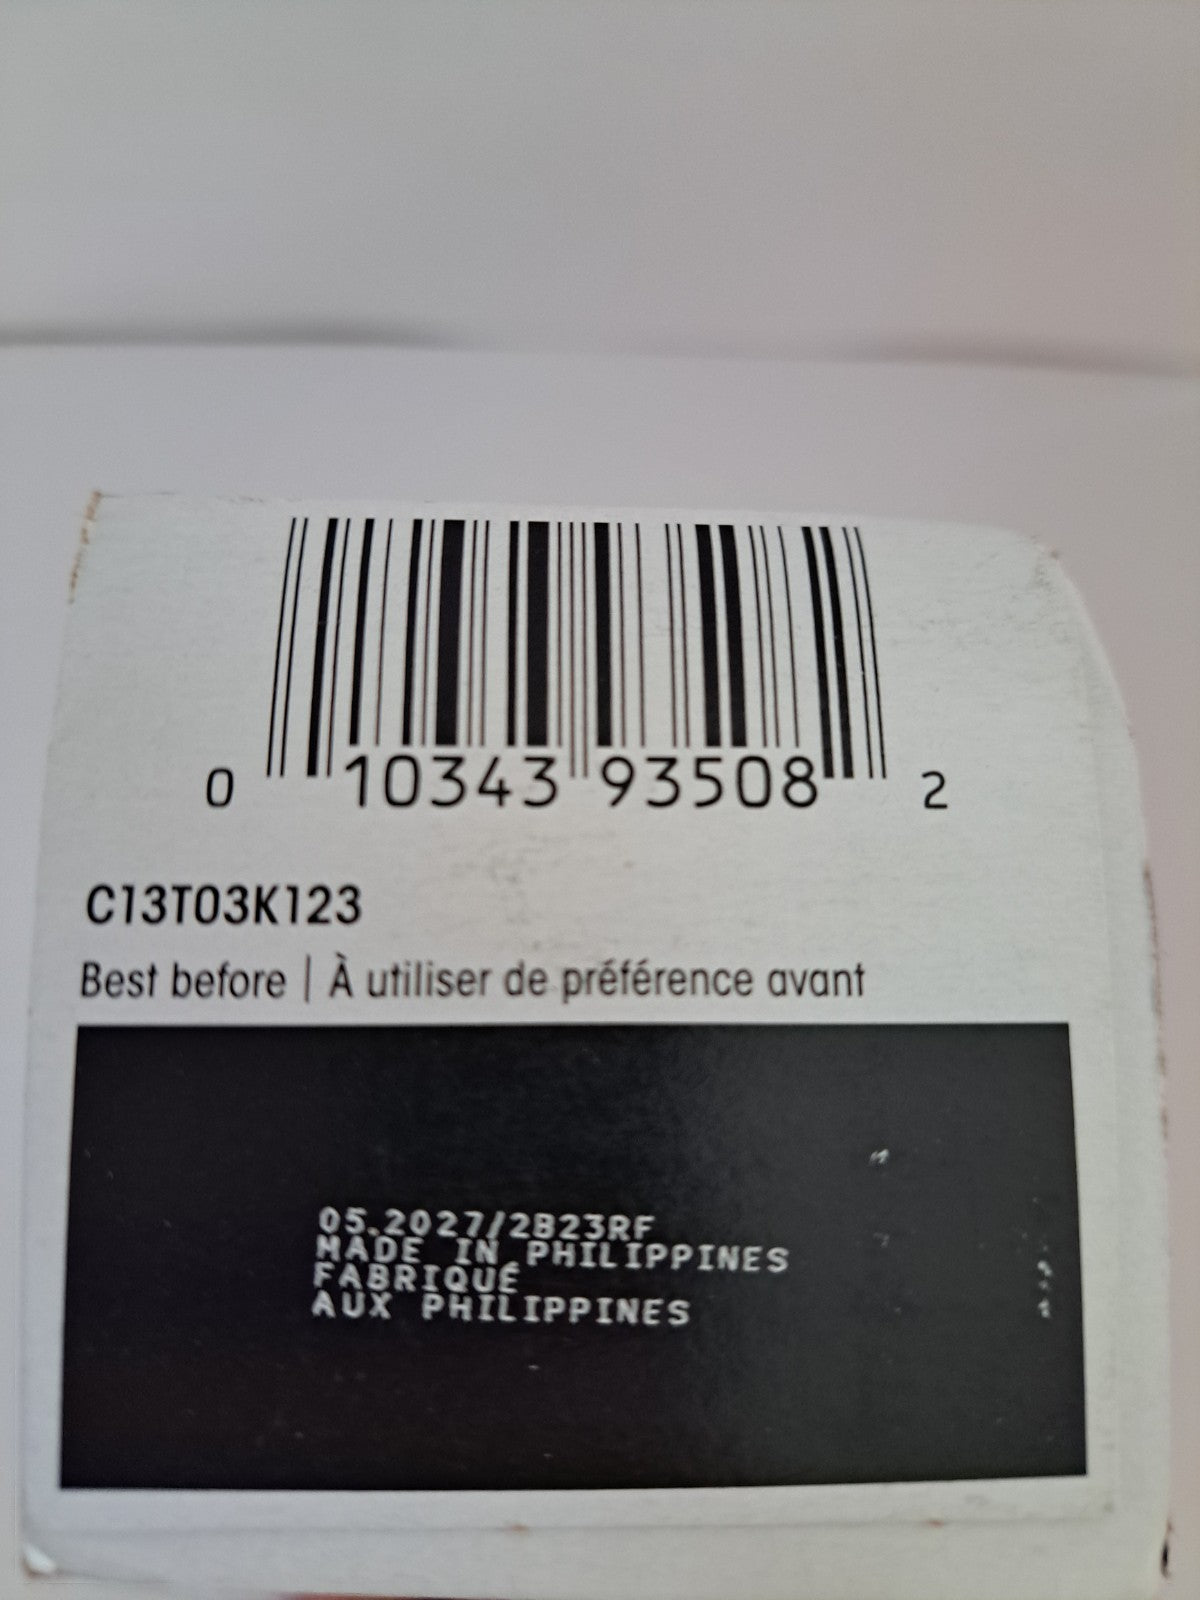 0 10343 93508 2
C13T03K123
Best before | À utiliser de préférence avant
05.2027/2B23RF
MADE IN PHILIPPINES
FABRIQUÉ
AUX PHILIPPINES